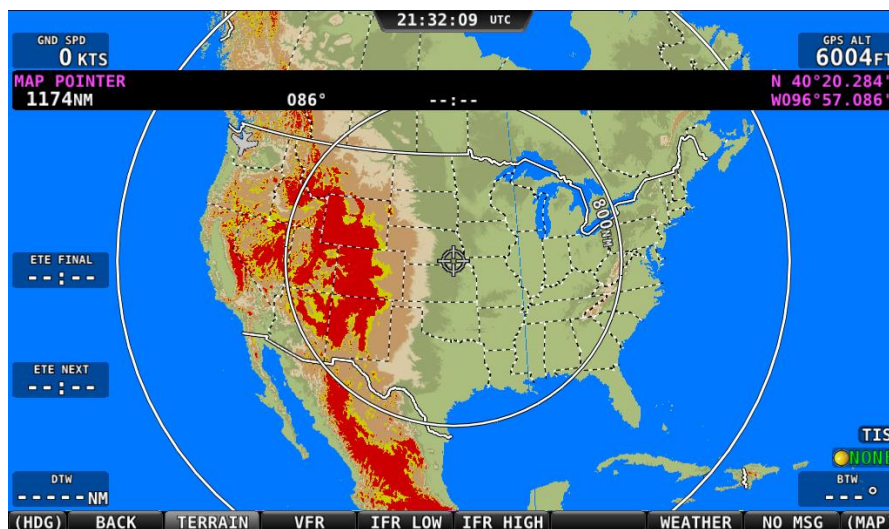 21:32:09 UTC
GND SPD
0 KTS
GPS ALT
6004FT
MAP POINTER
1174NM 086° --:--
N 40°20.284'
W096°57.086'
800NM
ETE FINAL
--:--
ETE NEXT
--:--
TIS
NONE
DTW
-----NM
BTW
---°
(HDG) BACK TERRAIN VFR IFR LOW IFR HIGH WEATHER NO MSG (MAP